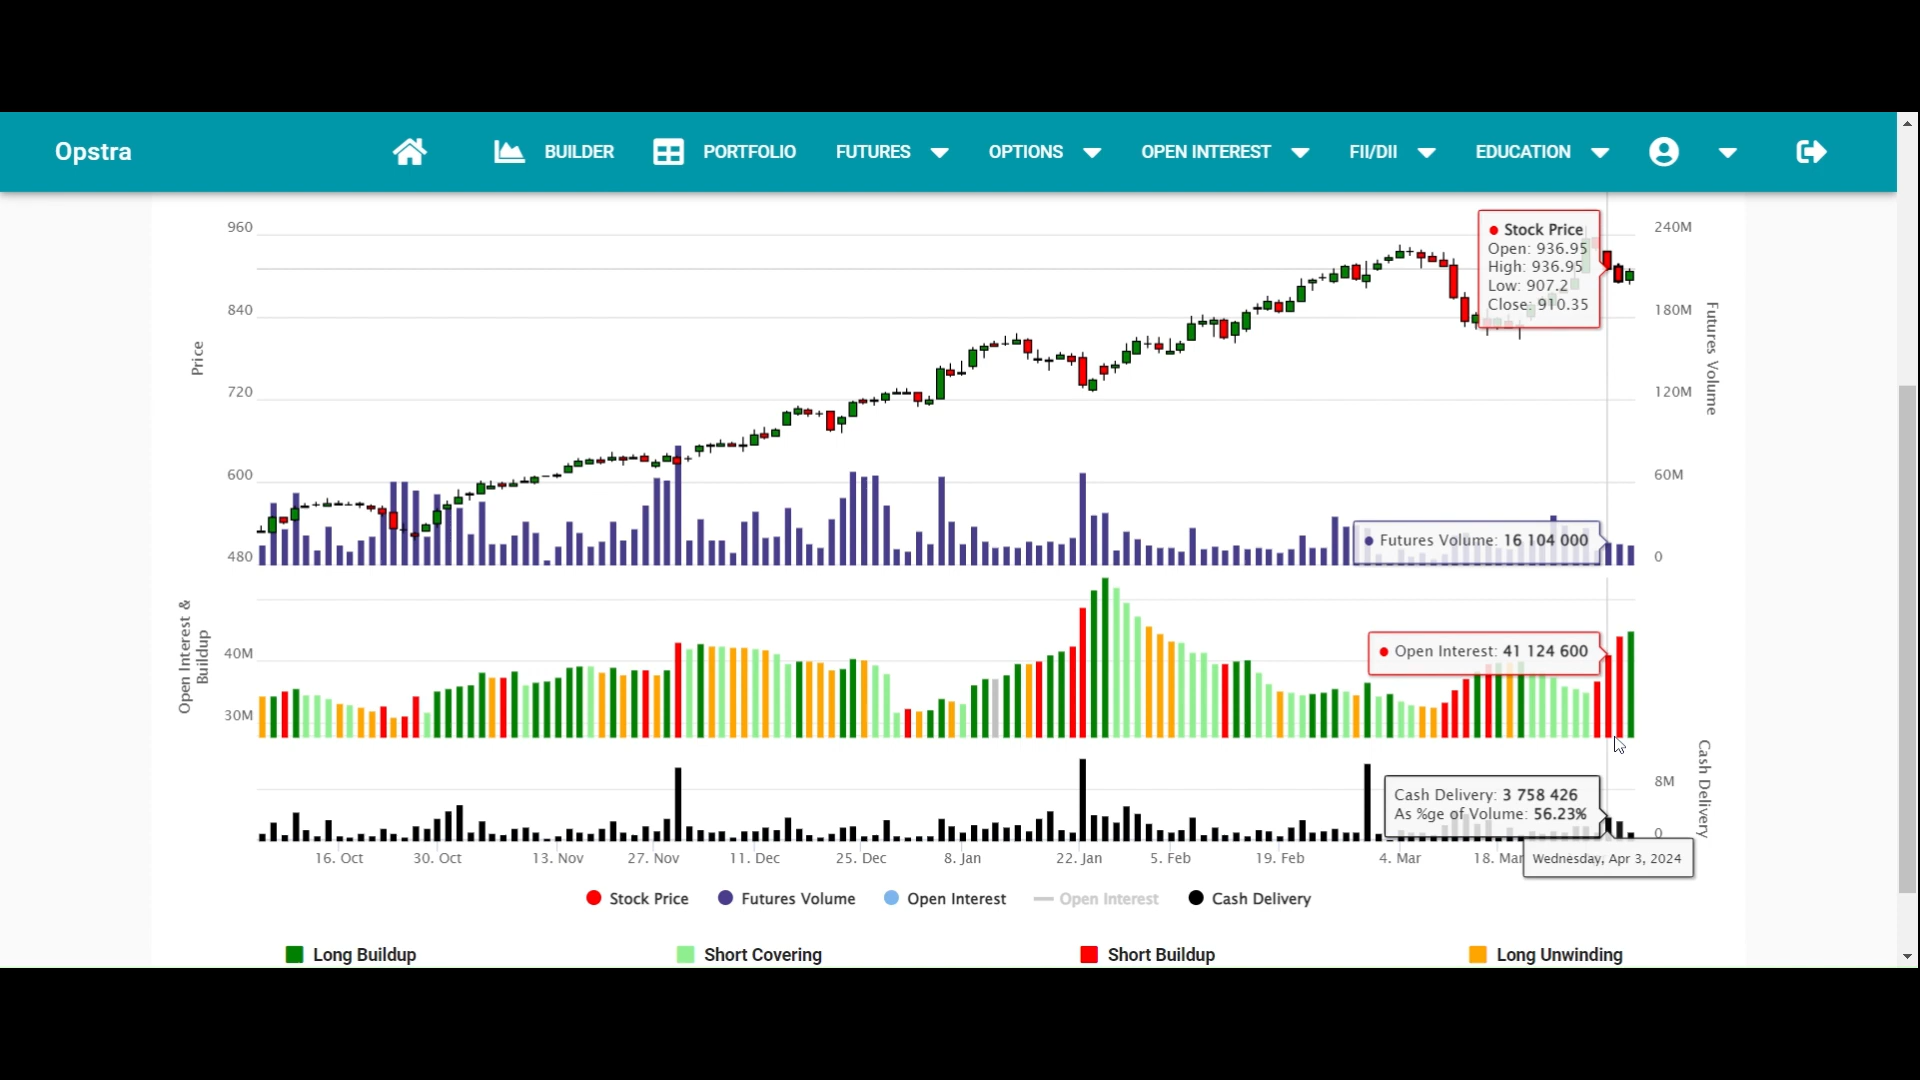 Opstra
BUILDER
PORTFOLIO
FUTURES
OPTIONS
OPEN INTEREST
FII/DII
EDUCATION
960
840
720
600
480
Price
240M
180M
120M
60M
0
Futures Volume
Stock Price
Open: 936.95
High: 936.95
Low: 907.2
Close: 910.35
Futures Volume: 16 104 000
Open Interest &
Buildup
40M
30M
Open Interest: 41 124 600
Cash Delivery: 3 758 426
As %ge of Volume: 56.23%
8M
0
Cash Delivery
16. Oct
30. Oct
13. Nov
27. Nov
11. Dec
25. Dec
8. Jan
22. Jan
5. Feb
19. Feb
4. Mar
18. Mar
Wednesday, Apr 3, 2024
Stock Price
Futures Volume
Open Interest
Open Interest
Cash Delivery
Long Buildup
Short Covering
Short Buildup
Long Unwinding